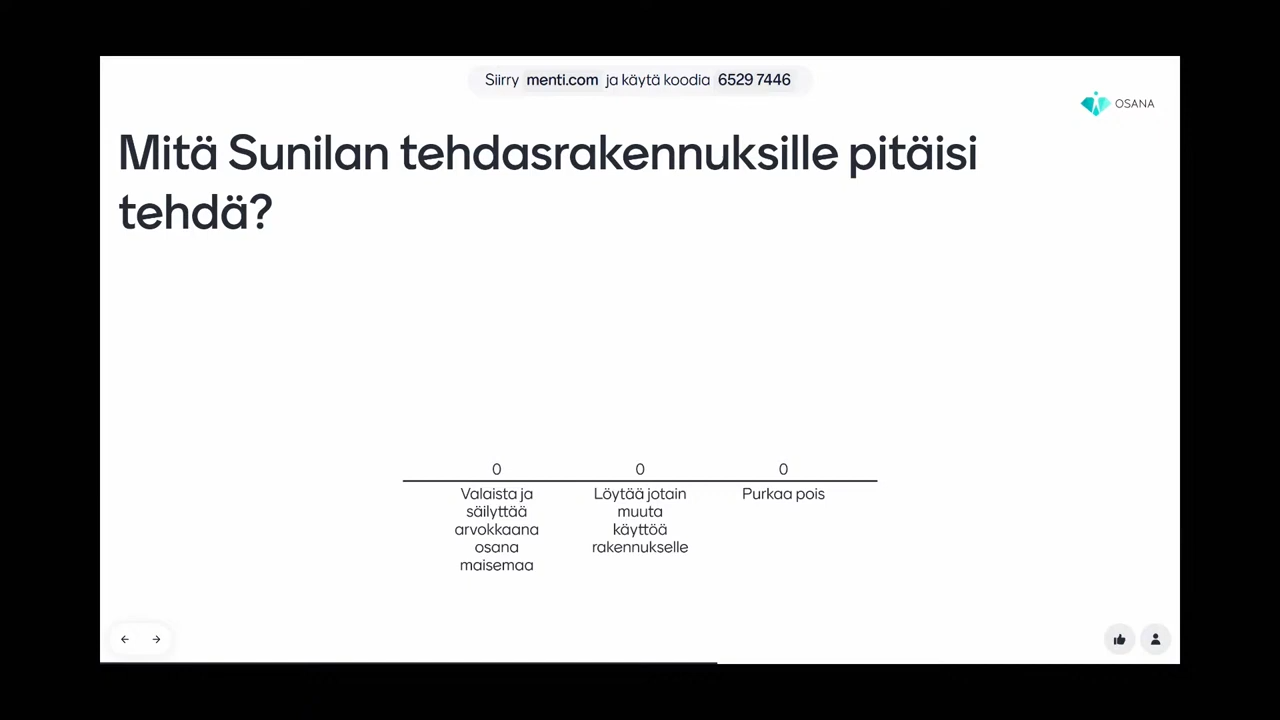 Siirry menti.com ja käytä koodia 6529 7446
OSANA
Mitä Sunilan tehdasrakennuksille pitäisi
tehdä?
0
0
0
Valaista ja
säilyttää
arvokkaana
osana
maisemaa
Löytää jotain
muuta
käyttöä
rakennukselle
Purkaa pois